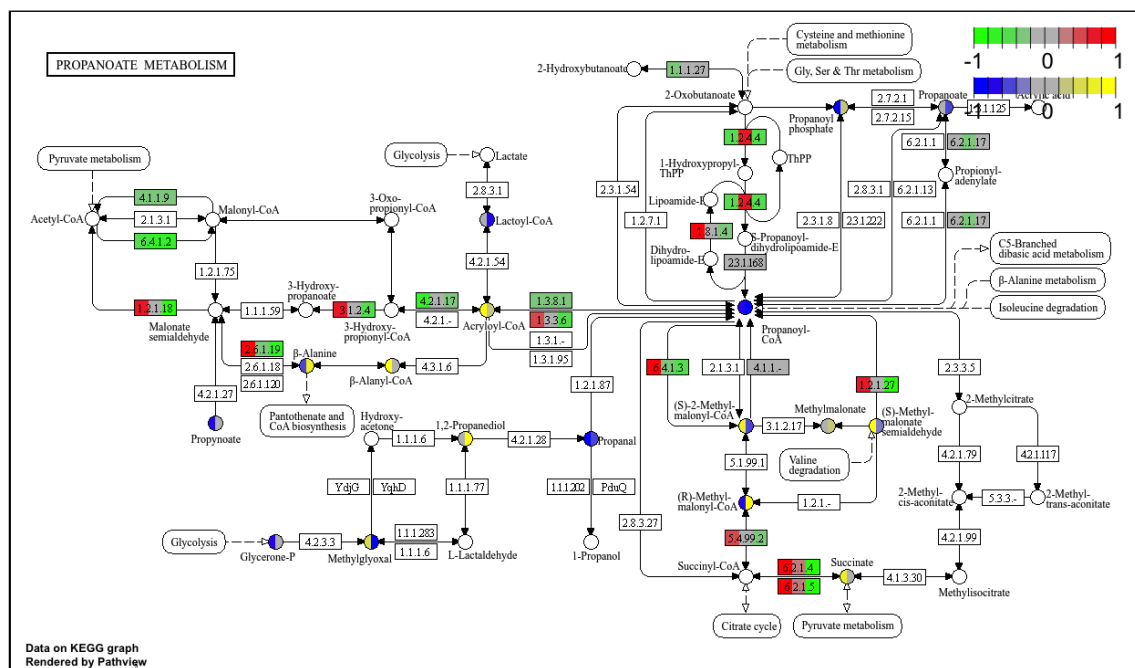 PROPANOATE METABOLISM
-1 0 1
-1 0 1
Cysteine and methionine
metabolism
Gly, Ser & Thr metabolism
2-Hydroxybutanoate
1.1.1.27
2-Oxobutanoate
Propanoyl
phosphate
2.7.2.1
2.7.2.15
Propanoate
1.3.1.125
Acrylic acid
1.2.4.4
ThPP
1-Hydroxypropyl-
ThPP
6.2.1.1
6.2.1.17
Propionyl-
adenylate
2.3.1.54
1.2.7.1
Lipoamide-E
1.2.4.4
1.8.1.4
S-Propanoyl-
dihydrolipoamide-E
Dihydro-
lipoamide-E
2.3.1.168
2.8.3.1
6.2.1.13
2.3.1.8
2.3.1.222
6.2.1.1
6.2.1.17
C5-Branched
dibasic acid metabolism
β-Alanine metabolism
Isoleucine degradation
Propanoyl-
CoA
Pyruvate metabolism
Glycolysis
Lactate
2.8.3.1
Lactoyl-CoA
4.2.1.54
4.1.1.9
Acetyl-CoA
2.1.3.1
Malonyl-CoA
6.4.1.2
3-Oxo-
propionyl-CoA
1.2.1.75
1.2.1.18
Malonate
semialdehyde
1.1.1.59
3-Hydroxy-
propanoate
3.1.2.4
3-Hydroxy-
propionyl-CoA
4.2.1.17
4.2.1.-
Acryloyl-CoA
1.3.8.1
1.3.3.6
1.3.1.-
1.3.1.95
2.6.1.19
2.6.1.18
2.6.1.120
β-Alanine
β-Alanyl-CoA
4.3.1.6
4.2.1.27
Propynoate
Pantothenate and
CoA biosynthesis
1.2.1.87
Hydroxy-
acetone
1.1.1.6
1,2-Propanediol
4.2.1.28
Propanal
YdjG
YqhD
1.1.1.77
1.1.1.202
PduQ
Glycolysis
Glycerone-P
4.2.3.3
Methylglyoxal
1.1.1.283
1.1.1.6
L-Lactaldehyde
1-Propanol
6.4.1.3
2.1.3.1
4.1.1.-
1.2.1.27
2.3.3.5
(S)-2-Methyl-
malonyl-CoA
3.1.2.17
Methylmalonate
(S)-Methyl-
malonate
semialdehyde
Valine
degradation
5.1.99.1
(R)-Methyl-
malonyl-CoA
1.2.1.-
2.8.3.27
5.4.99.2
Succinyl-CoA
6.2.1.4
6.2.1.5
Succinate
4.1.3.30
Methylisocitrate
2-Methylcitrate
4.2.1.79
4.2.1.117
2-Methyl-
cis-aconitate
5.3.3.-
2-Methyl-
trans-aconitate
4.2.1.99
Citrate cycle
Pyruvate metabolism
Data on KEGG graph
Rendered by Pathview